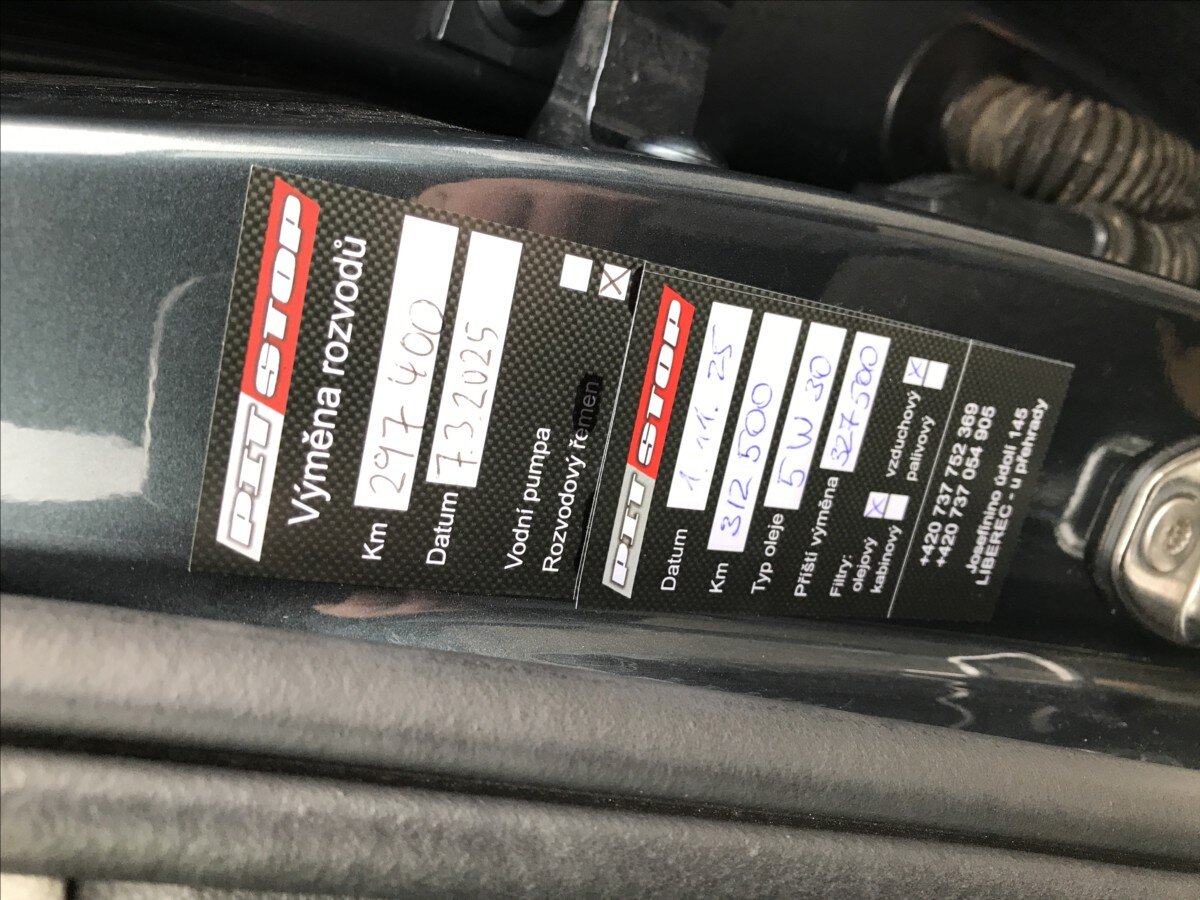 PIT STOP
Výměna rozvodů
Km 297 400
Datum 7.3.2025
Vodní pumpa
Rozvodový řemen
PIT STOP
Datum 1.11.25
Km 312 500
Typ oleje 5W30
Příští výměna 327 500
Filtry:
olejový vzduchový
kabinový palivový
+420 737 752 369
+420 737 054 905
Josefinino údolí 145
LIBEREC - u přehrady